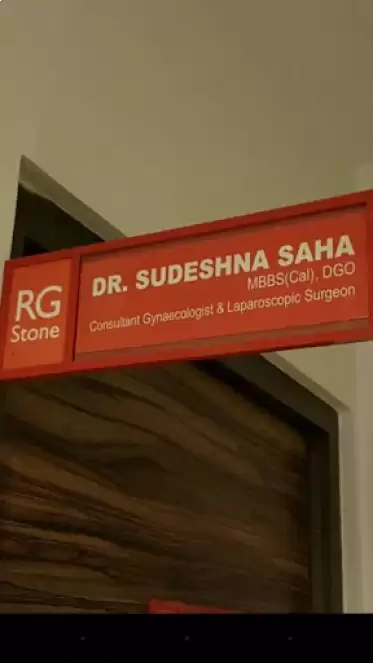 RG
Stone
DR. SUDESHNA SAHA
MBBS(Cal), DGO
Consultant Gynaecologist & Laparoscopic Surgeon